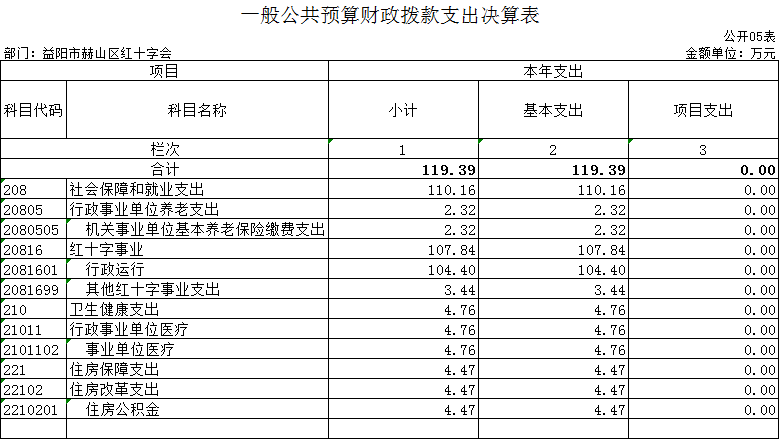 一般公共预算财政拨款支出决算表
公开05表
部门：益阳市赫山区红十字会 金额单位：万元
项目 本年支出
科目代码 科目名称 小计 基本支出 项目支出
栏次 1 2 3
合计 119.39 119.39 0.00
208 社会保障和就业支出 110.16 110.16 0.00
20805 行政事业单位养老支出 2.32 2.32 0.00
2080505 机关事业单位基本养老保险缴费支出 2.32 2.32 0.00
20816 红十字事业 107.84 107.84 0.00
2081601 行政运行 104.40 104.40 0.00
2081699 其他红十字事业支出 3.44 3.44 0.00
210 卫生健康支出 4.76 4.76 0.00
21011 行政事业单位医疗 4.76 4.76 0.00
2101102 事业单位医疗 4.76 4.76 0.00
221 住房保障支出 4.47 4.47 0.00
22102 住房改革支出 4.47 4.47 0.00
2210201 住房公积金 4.47 4.47 0.00